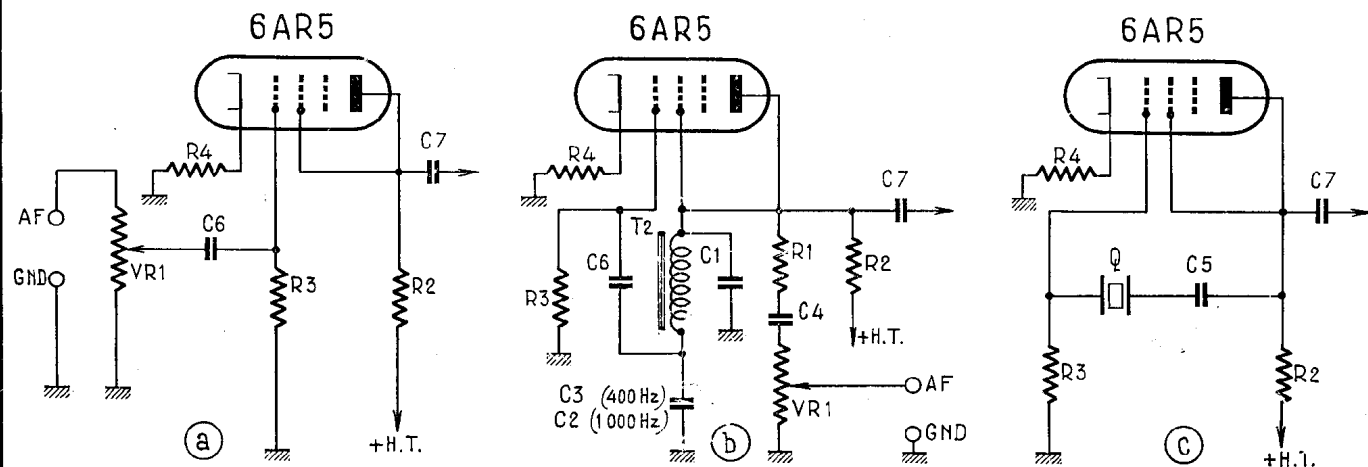 6AR5
R4
C7
AF
C6
GND
VR1
R3
R2
+H.T.
a
6AR5
R4
C7
T2
C6
C1
R1
R2
R3
C4
+H.T.
C3 (400 Hz)
C2 (1000 Hz)
VR1
AF
GND
b
6AR5
R4
C7
Q
C5
R3
R2
+H.T.
c